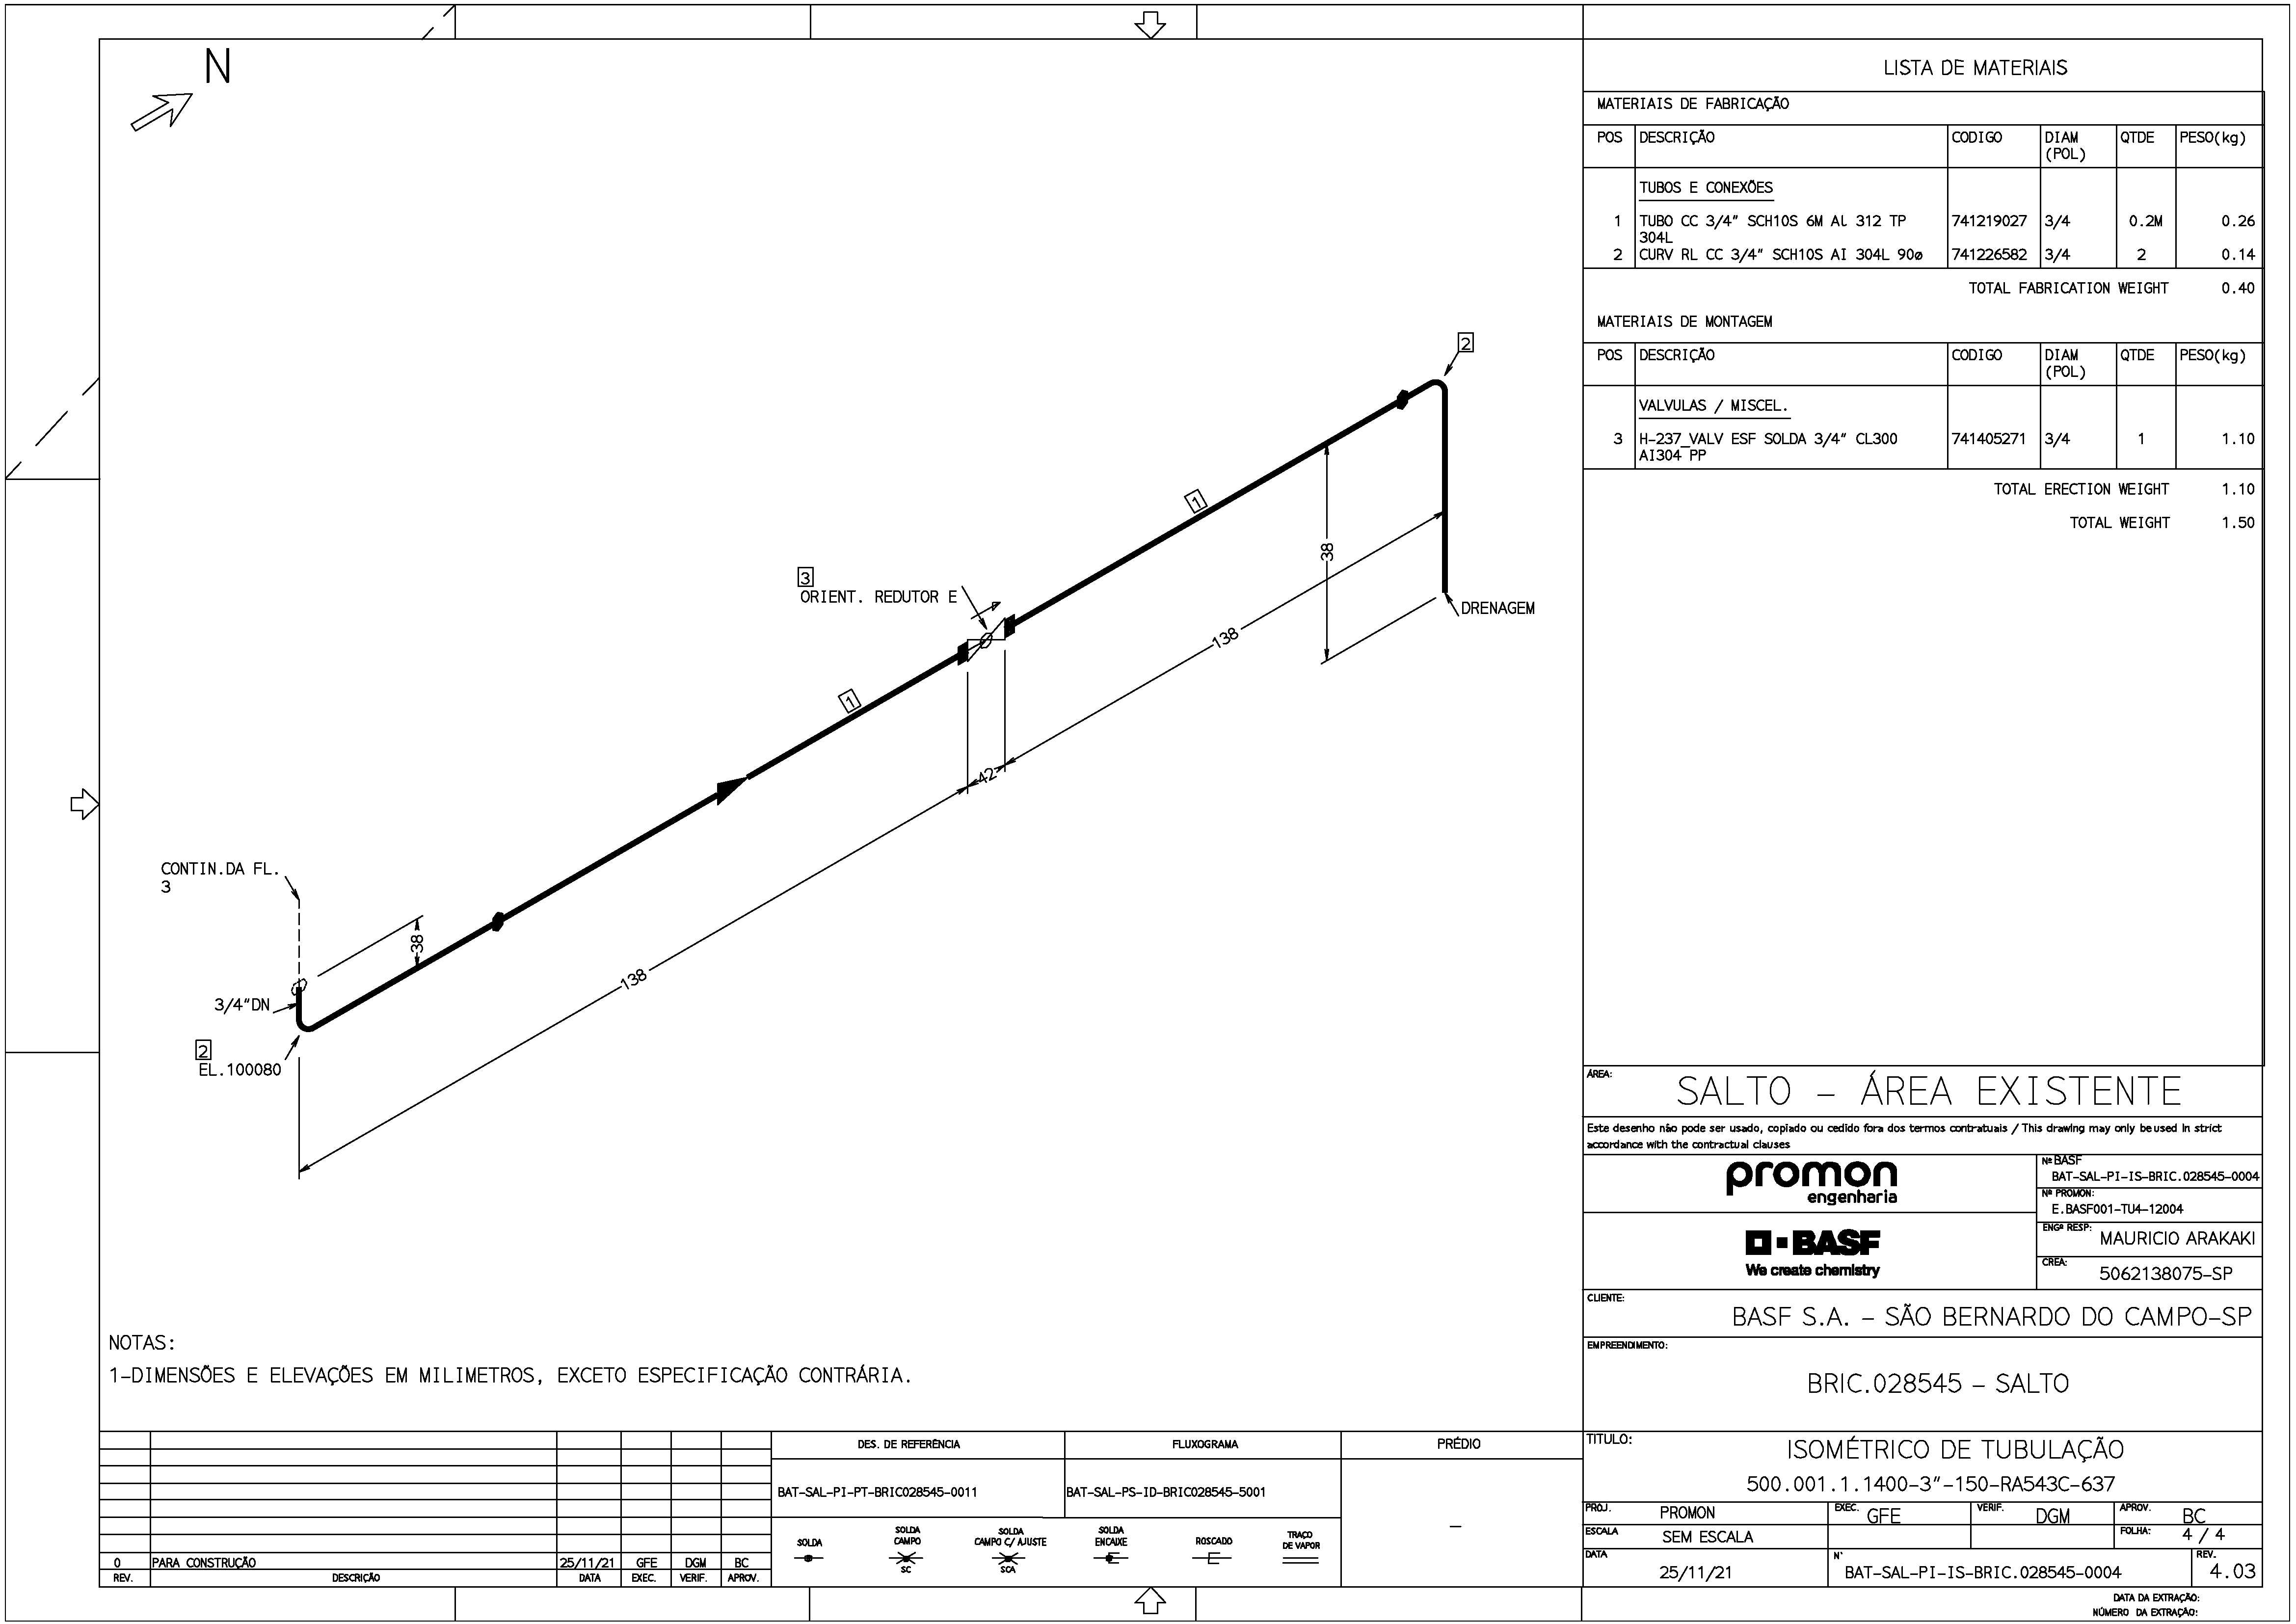 N
LISTA DE MATERIAIS
MATERIAIS DE FABRICAÇÃO
POS DESCRIÇÃO CODIGO DIAM (POL) QTDE PESO(kg)
TUBOS E CONEXÕES
1 TUBO CC 3/4" SCH10S 6M AL 312 TP 741219027 3/4 0.2M 0.26
304L
2 CURV RL CC 3/4" SCH10S AI 304L 90ø 741226582 3/4 2 0.14
TOTAL FABRICATION WEIGHT 0.40
MATERIAIS DE MONTAGEM
POS DESCRIÇÃO CODIGO DIAM (POL) QTDE PESO(kg)
VALVULAS / MISCEL.
3 H-237_VALV ESF SOLDA 3/4" CL300 741405271 3/4 1 1.10
AI304 PP
TOTAL ERECTION WEIGHT 1.10
TOTAL WEIGHT 1.50
2
1
38
3
ORIENT. REDUTOR E
DRENAGEM
138
1
42
CONTIN.DA FL.
3
38
138
3/4"DN
2
EL.100080
NOTAS:
1-DIMENSÕES E ELEVAÇÕES EM MILIMETROS, EXCETO ESPECIFICAÇÃO CONTRÁRIA.
ÁREA:
SALTO - ÁREA EXISTENTE
Este desenho não pode ser usado, copiado ou cedido fora dos termos contratuais / This drawing may only be used in strict
accordance with the contractual clauses
promon
engenharia
Nº BASF
BAT-SAL-PI-IS-BRIC.028545-0004
Nº PROMON:
E.BASF001-TU4-12004
BASF
We create chemistry
ENGº RESP:
MAURICIO ARAKAKI
CREA:
5062138075-SP
CLIENTE:
BASF S.A. - SÃO BERNARDO DO CAMPO-SP
EMPREENDIMENTO:
BRIC.028545 - SALTO
TITULO:
ISOMÉTRICO DE TUBULAÇÃO
500.001.1.1400-3"-150-RA543C-637
PROJ. PROMON EXEC. GFE VERIF. DGM APROV. BC
ESCALA SEM ESCALA FOLHA: 4 / 4
DATA 25/11/21 N° BAT-SAL-PI-IS-BRIC.028545-0004 REV. 4.03
DES. DE REFERÊNCIA FLUXOGRAMA PRÉDIO
BAT-SAL-PI-PT-BRIC028545-0011 BAT-SAL-PS-ID-BRIC028545-5001 -
SOLDA
SOLDA CAMPO
SC
SOLDA CAMPO C/ AJUSTE
SCA
SOLDA ENCAIXE
ROSCADO
TRAÇO DE VAPOR
0 PARA CONSTRUÇÃO 25/11/21 GFE DGM BC
REV. DESCRIÇÃO DATA EXEC. VERIF. APROV.
DATA DA EXTRAÇÃO:
NÚMERO DA EXTRAÇÃO: